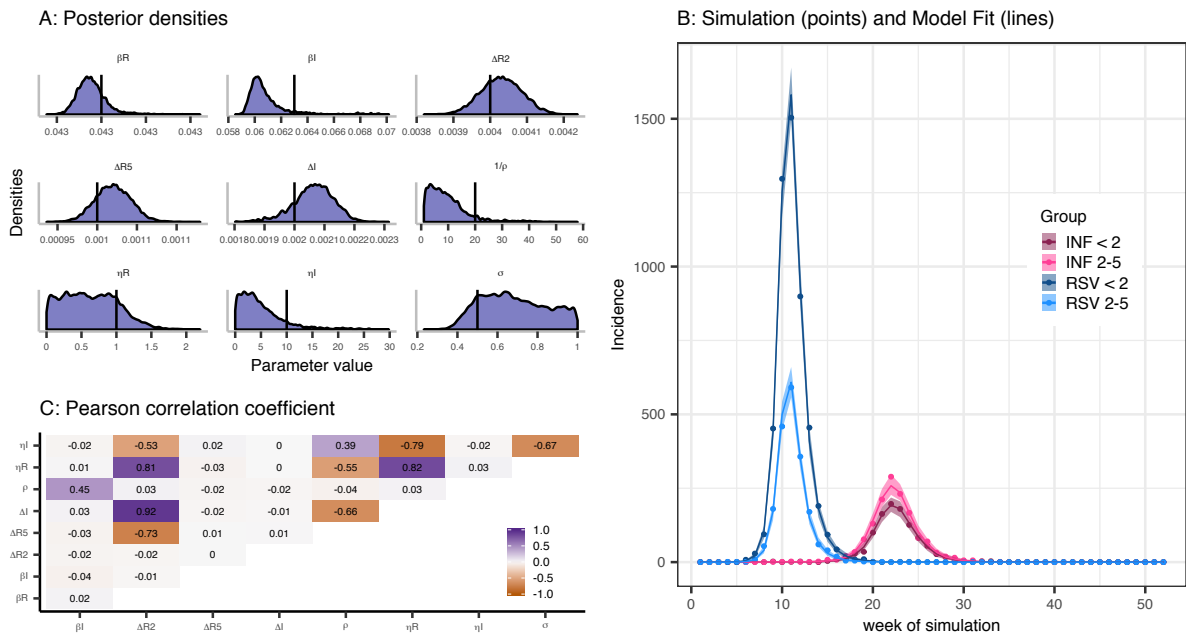 A: Posterior densities
βR
βI
ΔR2
0.043 0.043 0.043 0.043
0.058 0.06 0.062 0.064 0.066 0.068 0.07
0.0038 0.0039 0.004 0.0041 0.0042
ΔR5
ΔI
1/ρ
0.00095 0.001 0.0011 0.0011
0.0018 0.0019 0.002 0.0021 0.0022 0.0023
0 10 20 30 40 50 60
ηR
ηI
σ
0 0.5 1 1.5 2
0 5 10 15 20 25 30
0.2 0.4 0.6 0.8 1
Densities
Parameter value
B: Simulation (points) and Model Fit (lines)
1500
1000
500
0
Incidence
0 10 20 30 40 50
week of simulation
Group
INF < 2
INF 2-5
RSV < 2
RSV 2-5
C: Pearson correlation coefficient
ηI -0.02 -0.53 0.02 0 0.39 -0.79 -0.02 -0.67
ηR 0.01 0.81 -0.03 0 -0.55 0.82 0.03
ρ 0.45 0.03 -0.02 -0.02 -0.04 0.03
ΔI 0.03 0.92 -0.02 -0.01 -0.66
ΔR5 -0.03 -0.73 0.01 0.01
ΔR2 -0.02 -0.02 0
βI -0.04 -0.01
βR 0.02
βI ΔR2 ΔR5 ΔI ρ ηR ηI σ
1.0
0.5
0.0
-0.5
-1.0